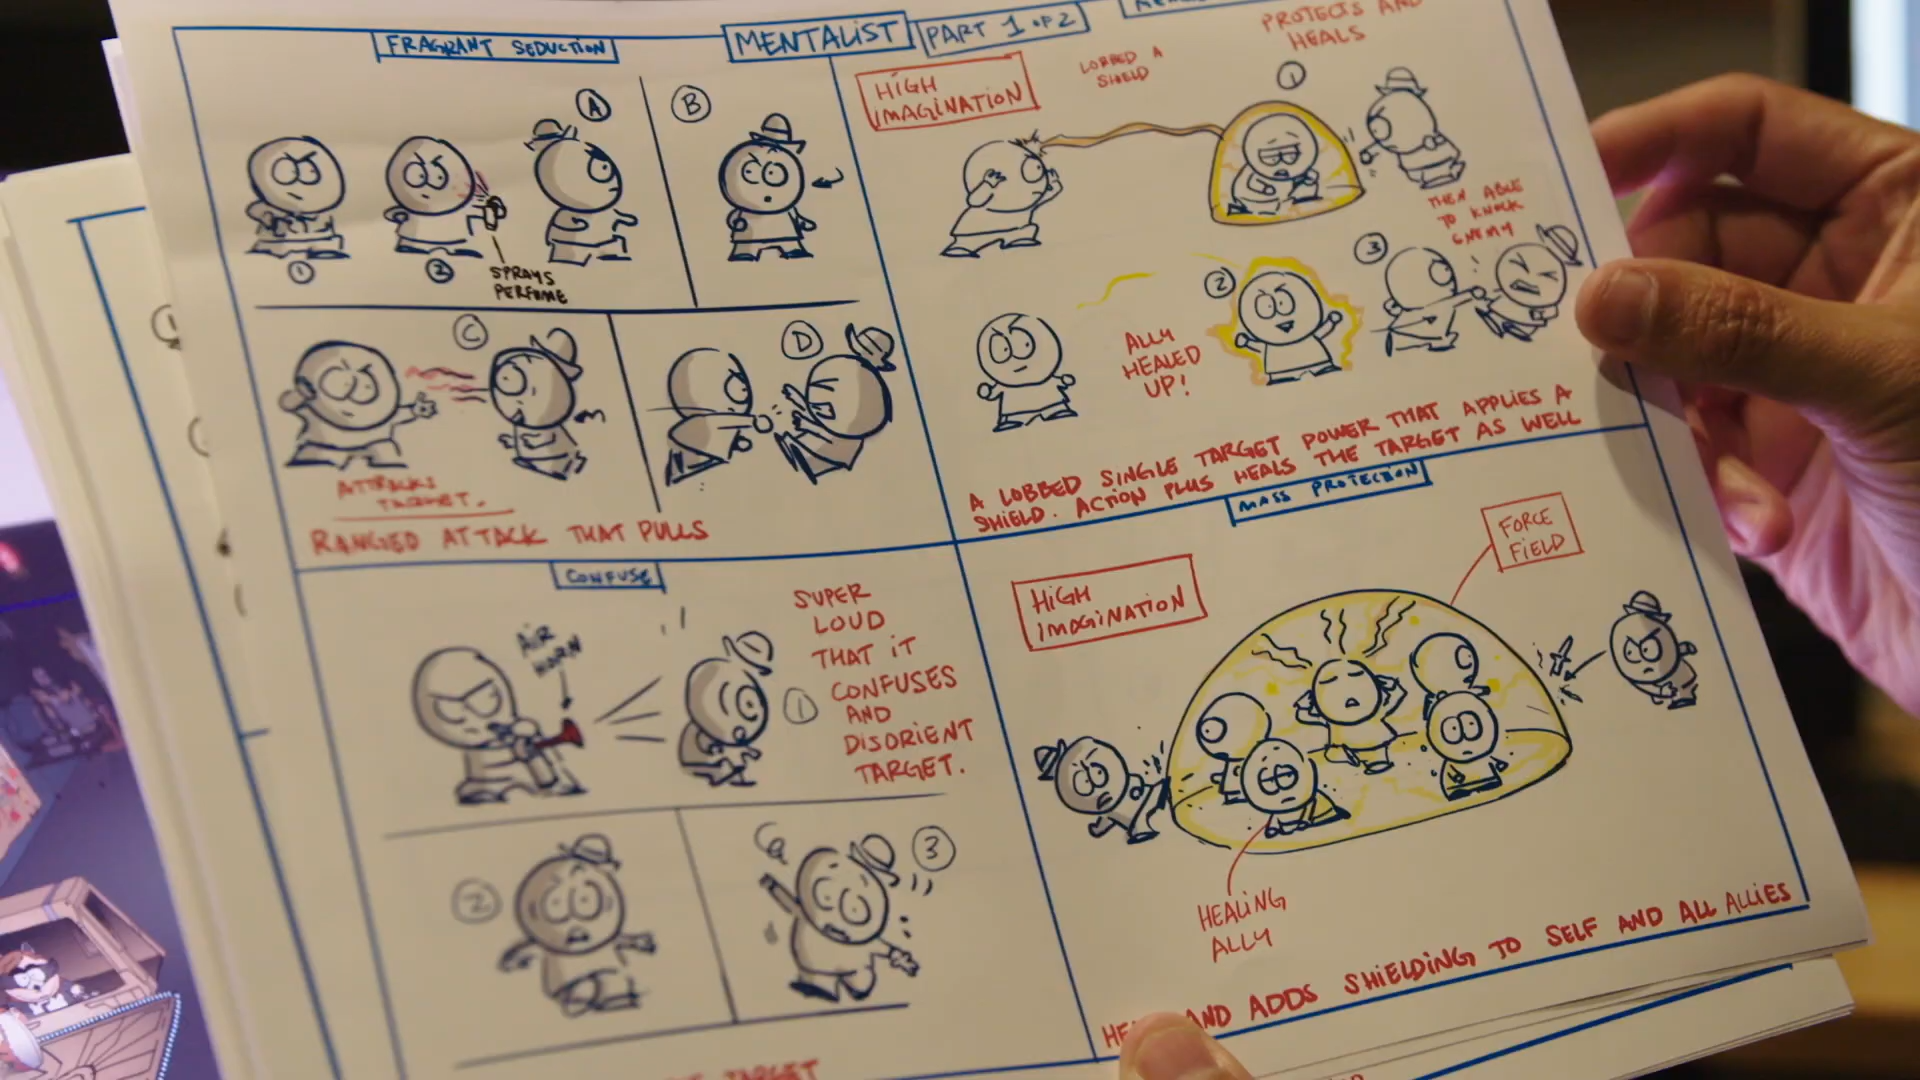 FRAGRANT SEDUCTION
MENTALIST
PART 1 OF 2
A
B
1
2
SPRAYS
PERFUME
C
D
ATTRACKS
TARGET.
RANGED ATTACK THAT PULLS
HIGH
IMAGINATION
LOBBED A
SHIELD
PROTECTS AND
HEALS
1
THEN ABLE
TO KNOCK
ENEMY
2
3
ALLY
HEALED
UP!
A LOBBED SINGLE TARGET POWER THAT APPLIES A
SHIELD. ACTION PLUS HEALS THE TARGET AS WELL
CONFUSE
AIR
HORN
1
SUPER
LOUD
THAT IT
CONFUSES
AND
DISORIENT
TARGET.
2
3
TARGET
MASS PROTECTION
HIGH
IMAGINATION
FORCE
FIELD
HEALING
ALLY
AND ADDS SHIELDING TO SELF AND ALL ALLIES